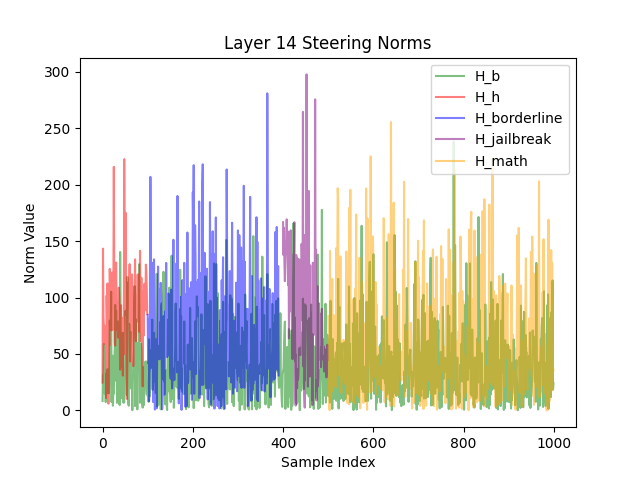 Layer 14 Steering Norms
300
250
200
150
100
50
0
Norm Value
H_b
H_h
H_borderline
H_jailbreak
H_math
0
200
400
600
800
1000
Sample Index